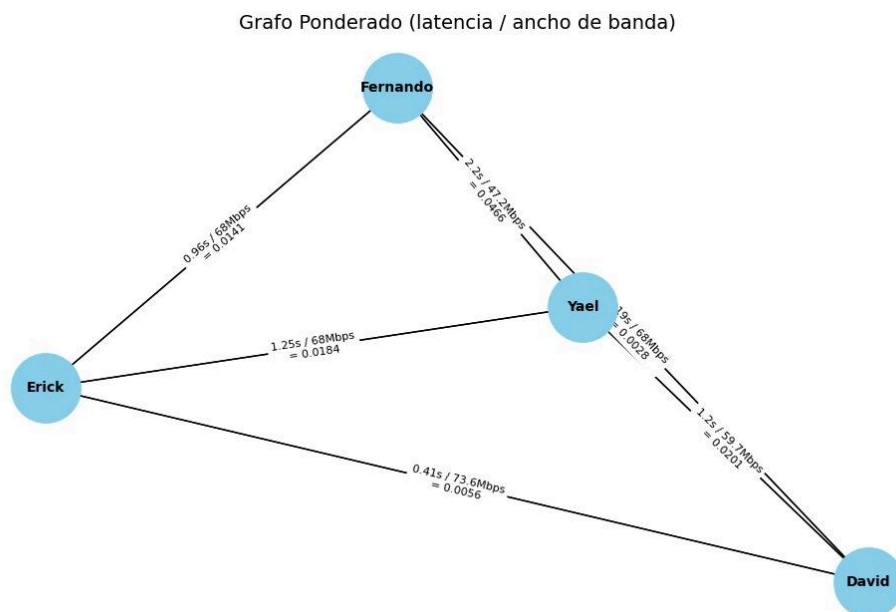 Grafo Ponderado (latencia / ancho de banda)
Fernando
2.2s / 47.2Mbps
= 0.0466
0.96s / 68Mbps
= 0.0141
Yael
19s / 68Mbps
= 0.0028
1.25s / 68Mbps
= 0.0184
Erick
1.2s / 59.7Mbps
= 0.0201
0.41s / 73.6Mbps
= 0.0056
David